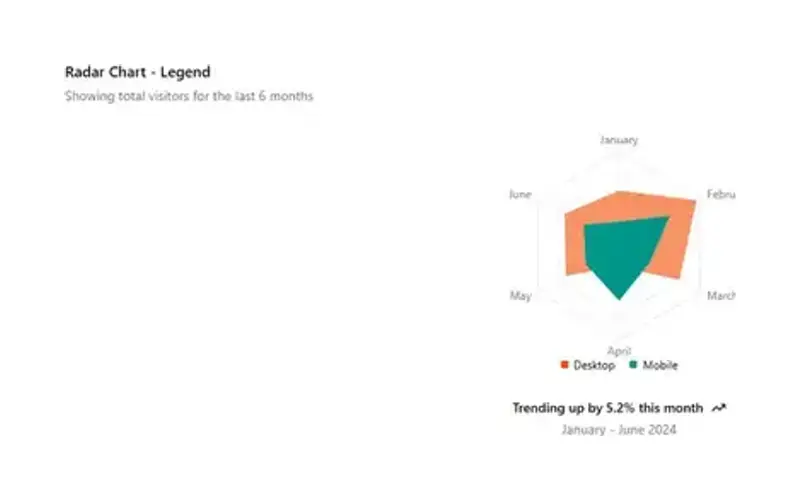 Radar Chart - Legend
Showing total visitors for the last 6 months
January
June
Febru
May
March
April
Desktop Mobile
Trending up by 5.2% this month
January - June 2024